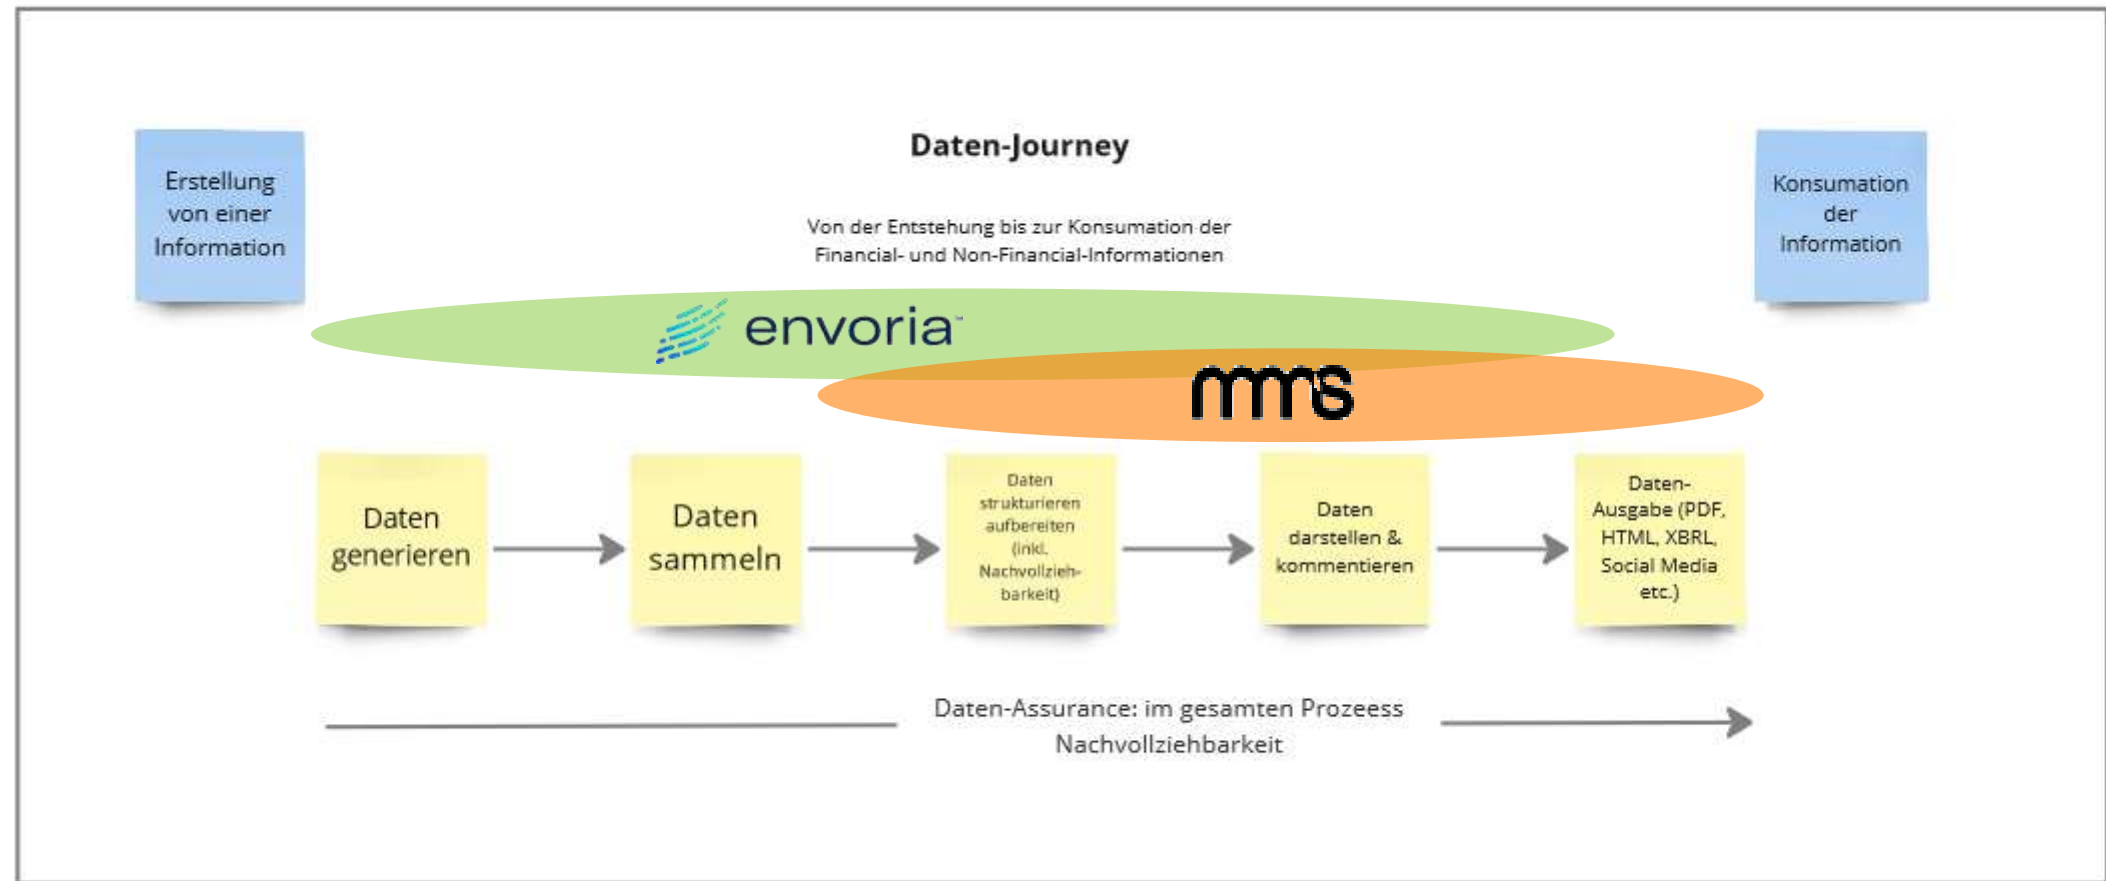 Daten-Journey
Von der Entstehung bis zur Konsumation der
Financial- und Non-Financial-Informationen
Erstellung
von einer
Information
Konsumation
der
Information
envoria™
mms
Daten
generieren
Daten
sammeln
Daten
strukturieren
aufbereiten
(inkl.
Nachvollzieh-
barkeit)
Daten
darstellen &
kommentieren
Daten-
Ausgabe (PDF,
HTML, XBRL,
Social Media
etc.)
Daten-Assurance: im gesamten Prozeess
Nachvollziehbarkeit